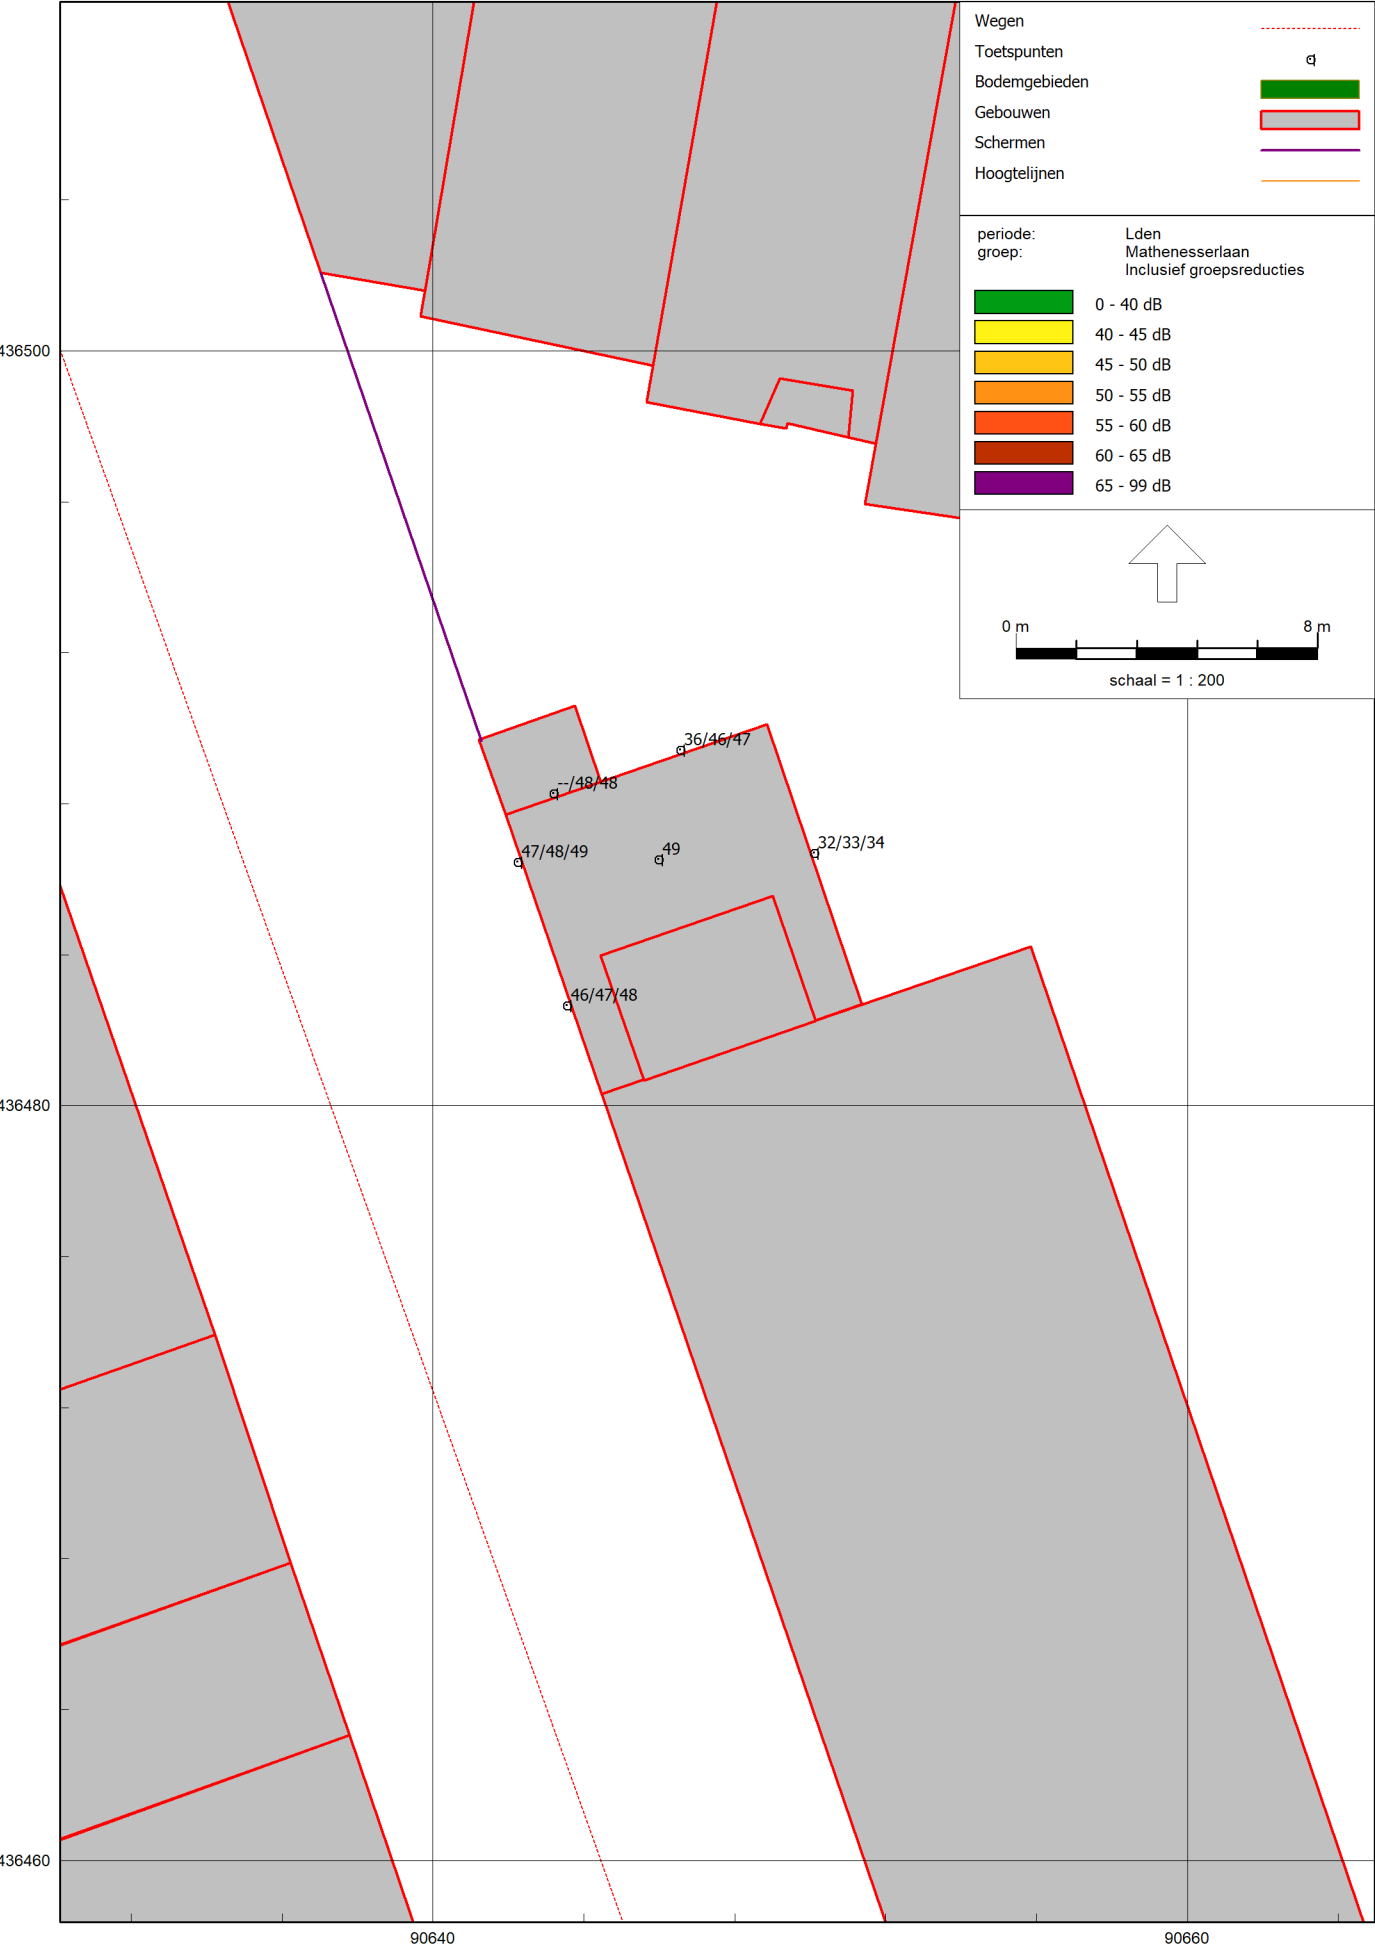 Wegen
Toetspunten
Bodemgebieden
Gebouwen
Schermen
Hoogtelijnen
periode: Lden
groep: Mathenesserlaan
Inclusief groepsreducties
0 - 40 dB
40 - 45 dB
45 - 50 dB
50 - 55 dB
55 - 60 dB
60 - 65 dB
65 - 99 dB
0 m 8 m
schaal = 1 : 200
436500
36/46/47
--/48/48
47/48/49
49
32/33/34
46/47/48
436480
436460
90640 90660